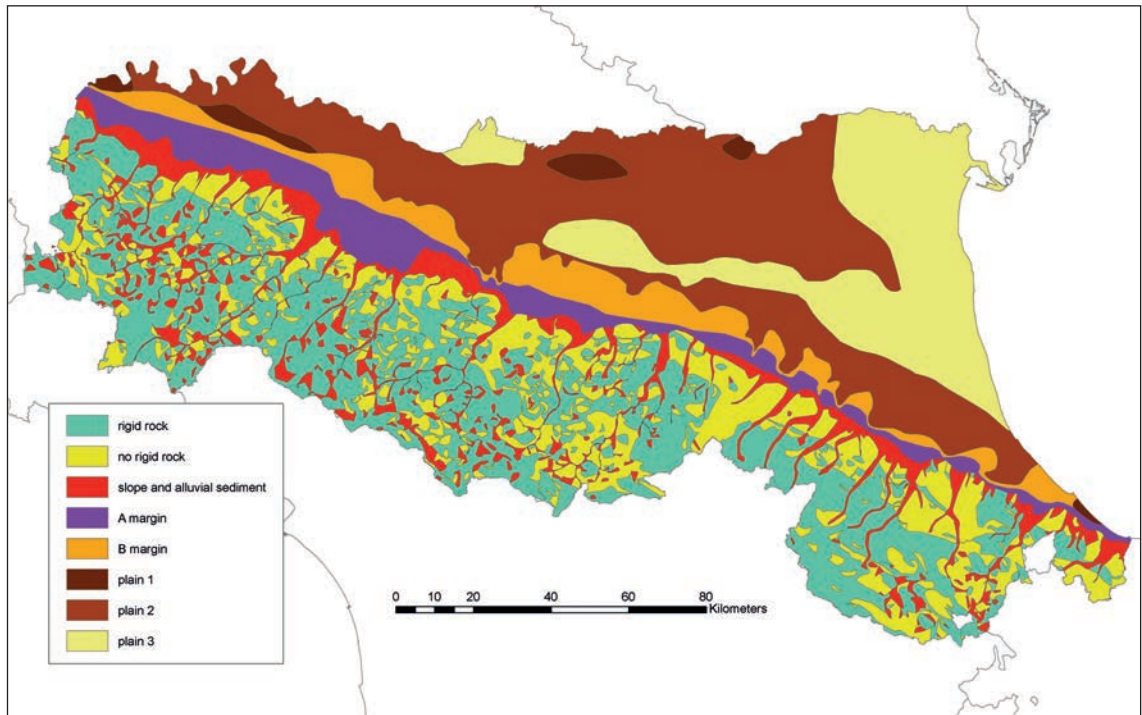 rigid rock
no rigid rock
slope and alluvial sediment
A margin
B margin
plain 1
plain 2
plain 3
0 10 20 40 60 80
Kilometers